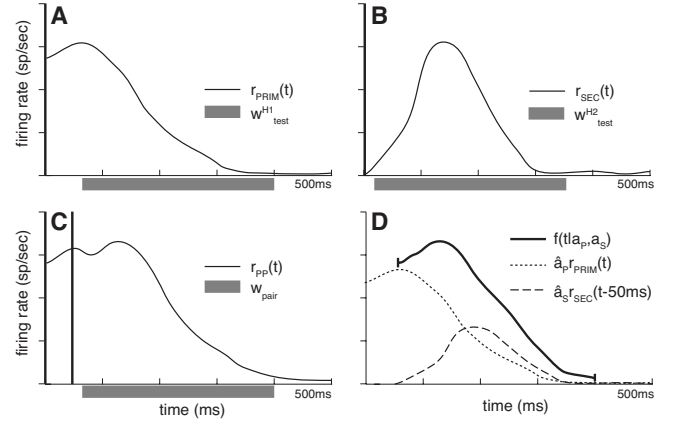 A
firing rate (sp/sec)
r_PRIM(t)
w^H1_test
500ms
B
r_SEC(t)
w^H2_test
500ms
C
firing rate (sp/sec)
r_PP(t)
w_pair
500ms
time (ms)
D
f(t|a_P,a_S)
â_P r_PRIM(t)
â_S r_SEC(t-50ms)
500ms
time (ms)